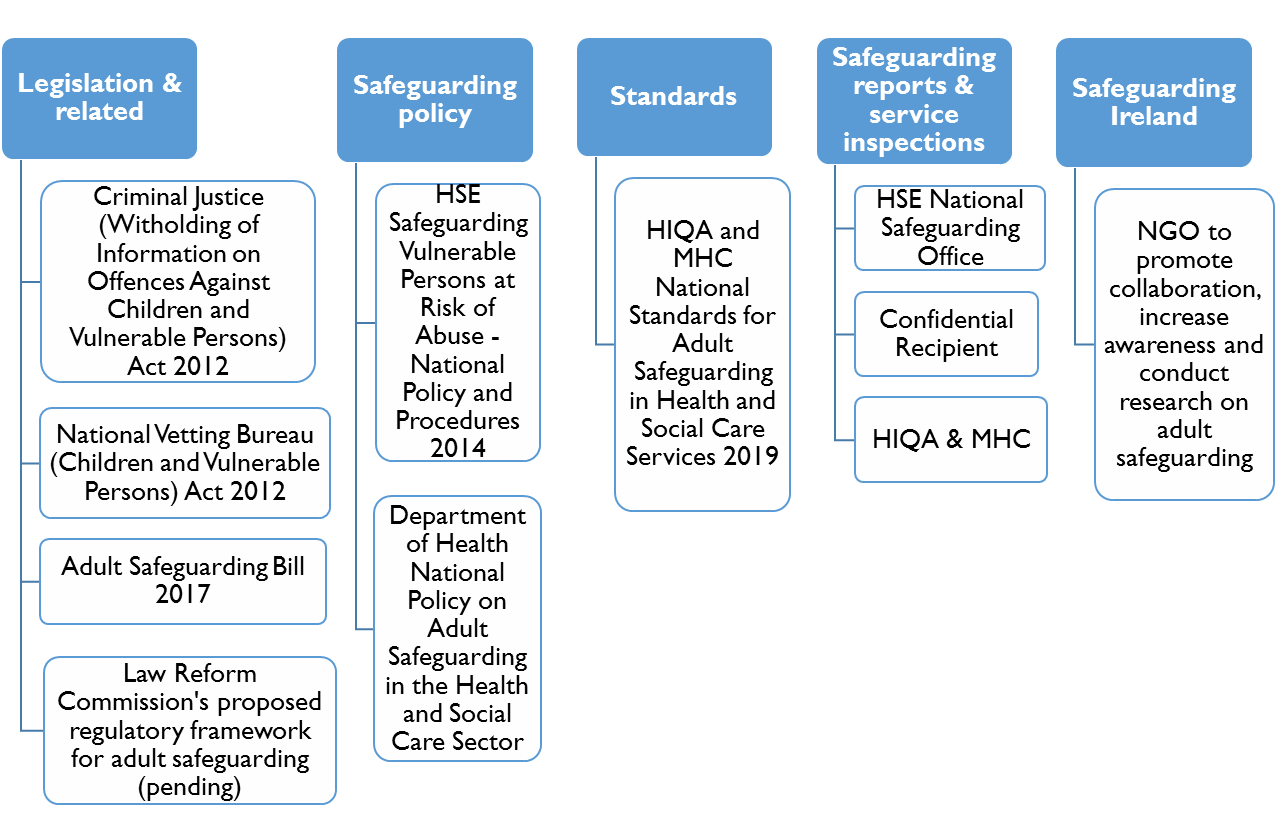 Legislation &
related
Criminal Justice
(Witholding of
Information on
Offences Against
Children and
Vulnerable Persons)
Act 2012
National Vetting Bureau
(Children and Vulnerable
Persons) Act 2012
Adult Safeguarding Bill
2017
Law Reform
Commission's proposed
regulatory framework
for adult safeguarding
(pending)
Safeguarding
policy
HSE
Safeguarding
Vulnerable
Persons at
Risk of
Abuse -
National
Policy and
Procedures
2014
Department
of Health
National
Policy on
Adult
Safeguarding
in the Health
and Social
Care Sector
Standards
HIQA and
MHC
National
Standards for
Adult
Safeguarding
in Health and
Social Care
Services 2019
Safeguarding
reports &
service
inspections
HSE National
Safeguarding
Office
Confidential
Recipient
HIQA & MHC
Safeguarding
Ireland
NGO to
promote
collaboration,
increase
awareness and
conduct
research on
adult
safeguarding